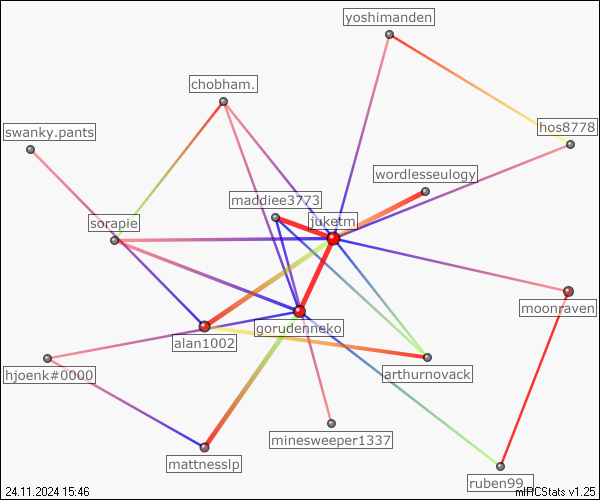 yoshimanden
chobham.
hos8778
swanky.pants
wordlesseulogy
maddiee3773
juketm
sorapie
moonraven
gorudenneko
alan1002
arthurnovack
hjoenk#0000
minesweeper1337
mattnesslp
ruben99_
24.11.2024 15:46
mIRCStats v1.25